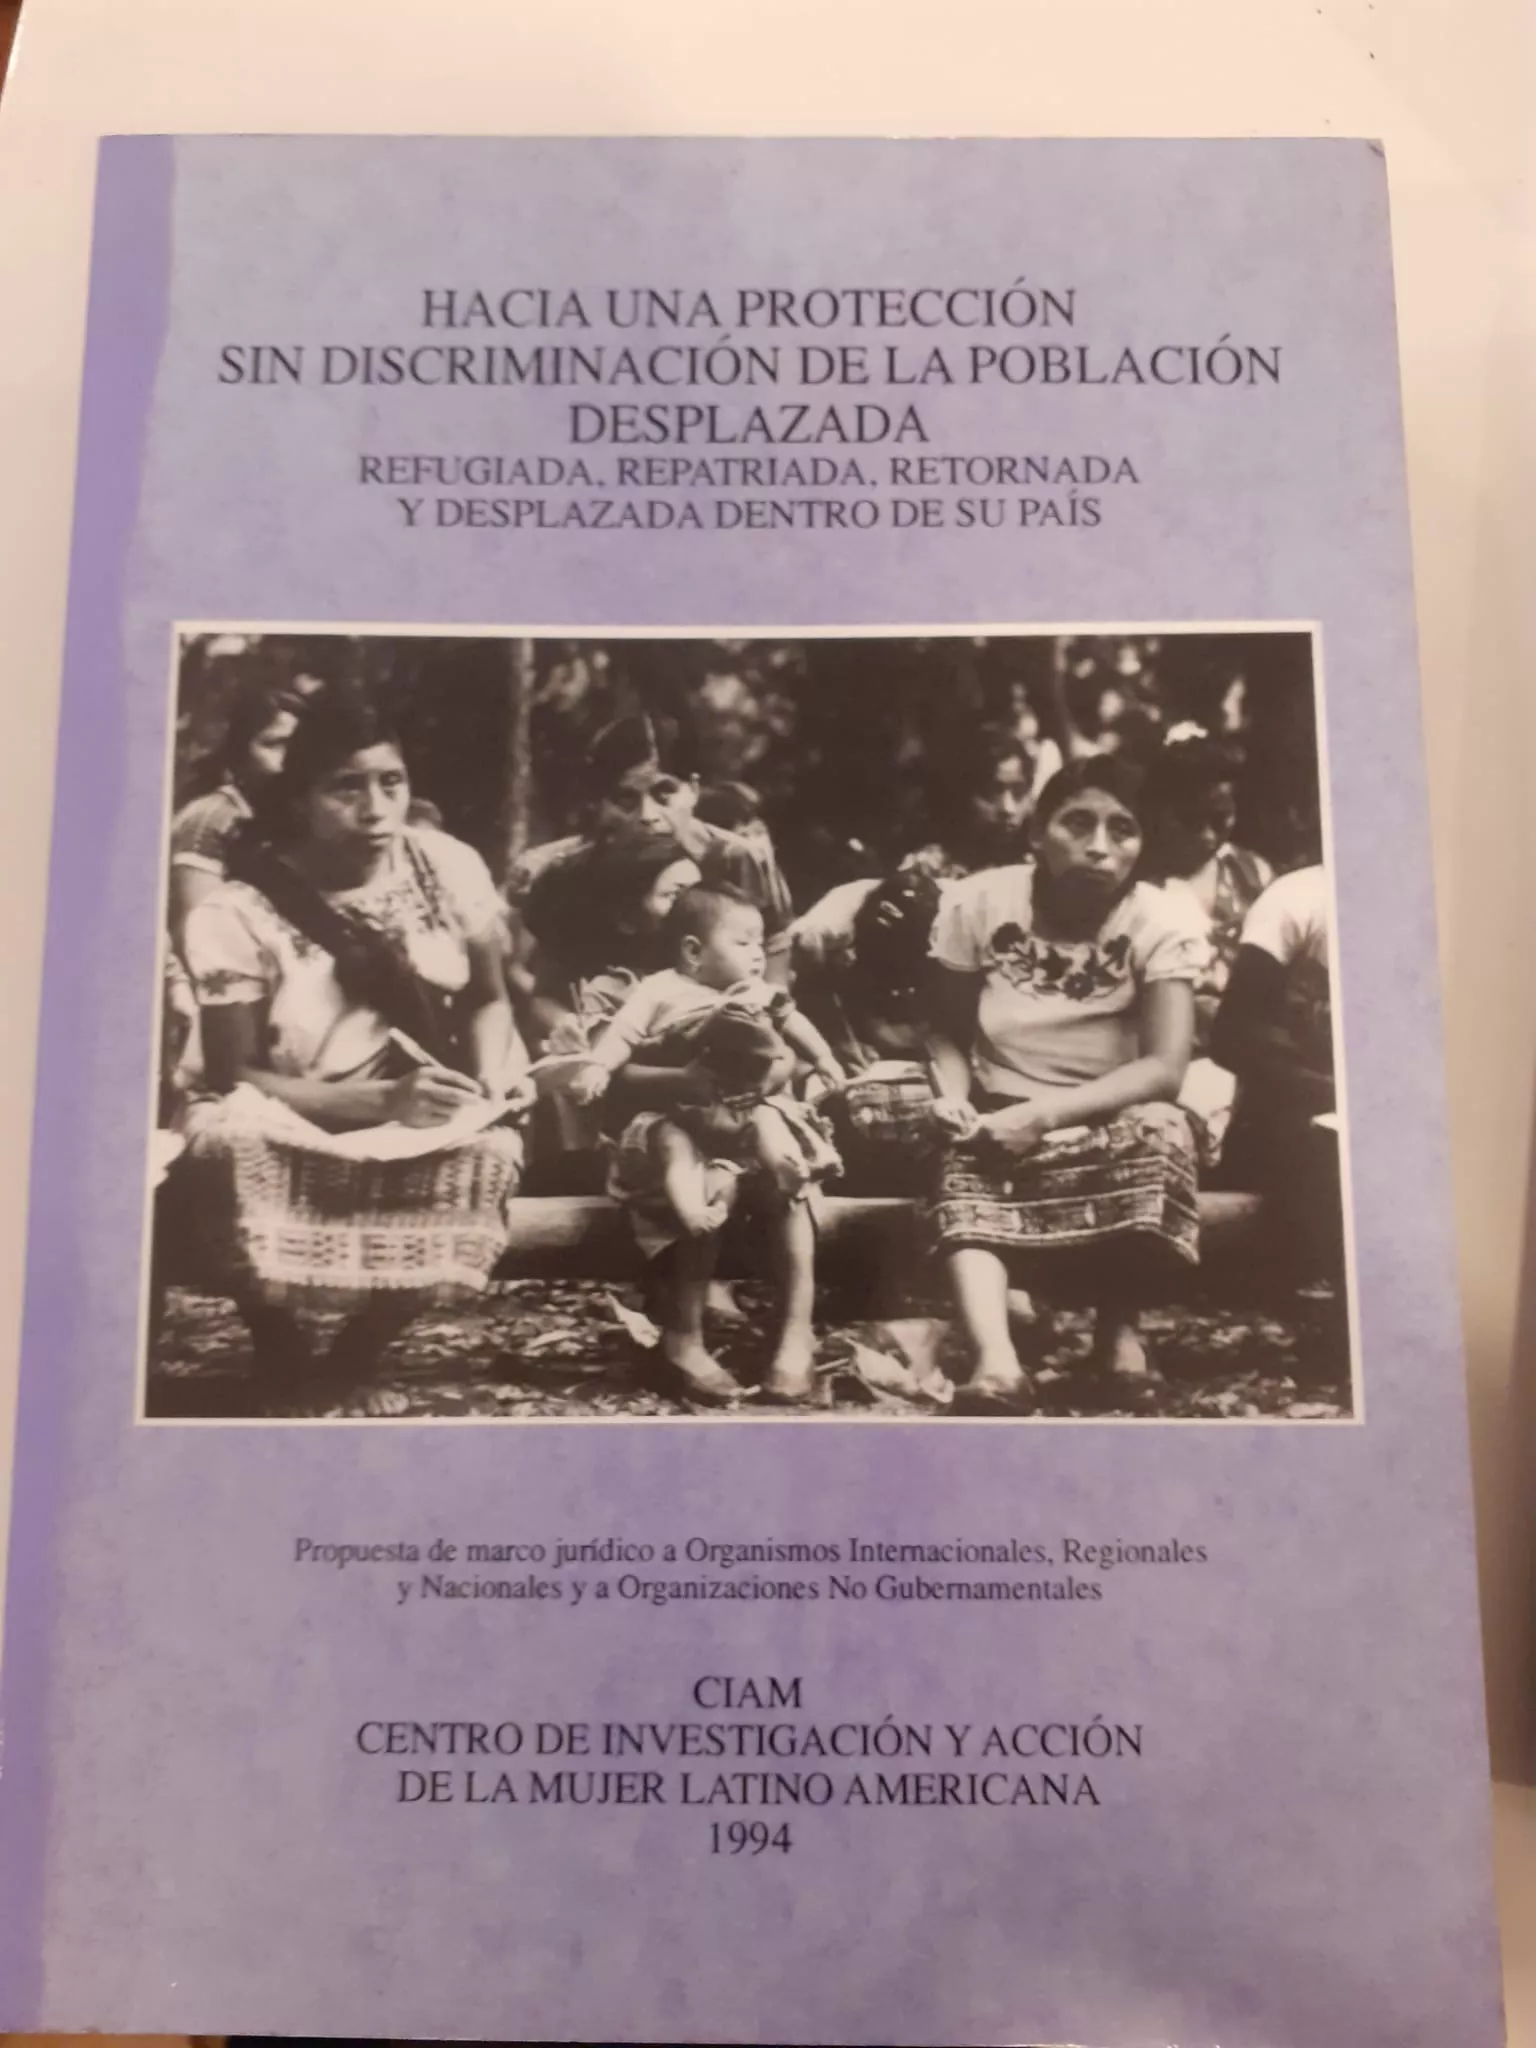 HACIA UNA PROTECCIÓN
SIN DISCRIMINACIÓN DE LA POBLACIÓN
DESPLAZADA
REFUGIADA, REPATRIADA, RETORNADA
Y DESPLAZADA DENTRO DE SU PAÍS
Propuesta de marco jurídico a Organismos Internacionales, Regionales
y Nacionales y a Organizaciones No Gubernamentales
CIAM
CENTRO DE INVESTIGACIÓN Y ACCIÓN
DE LA MUJER LATINO AMERICANA
1994